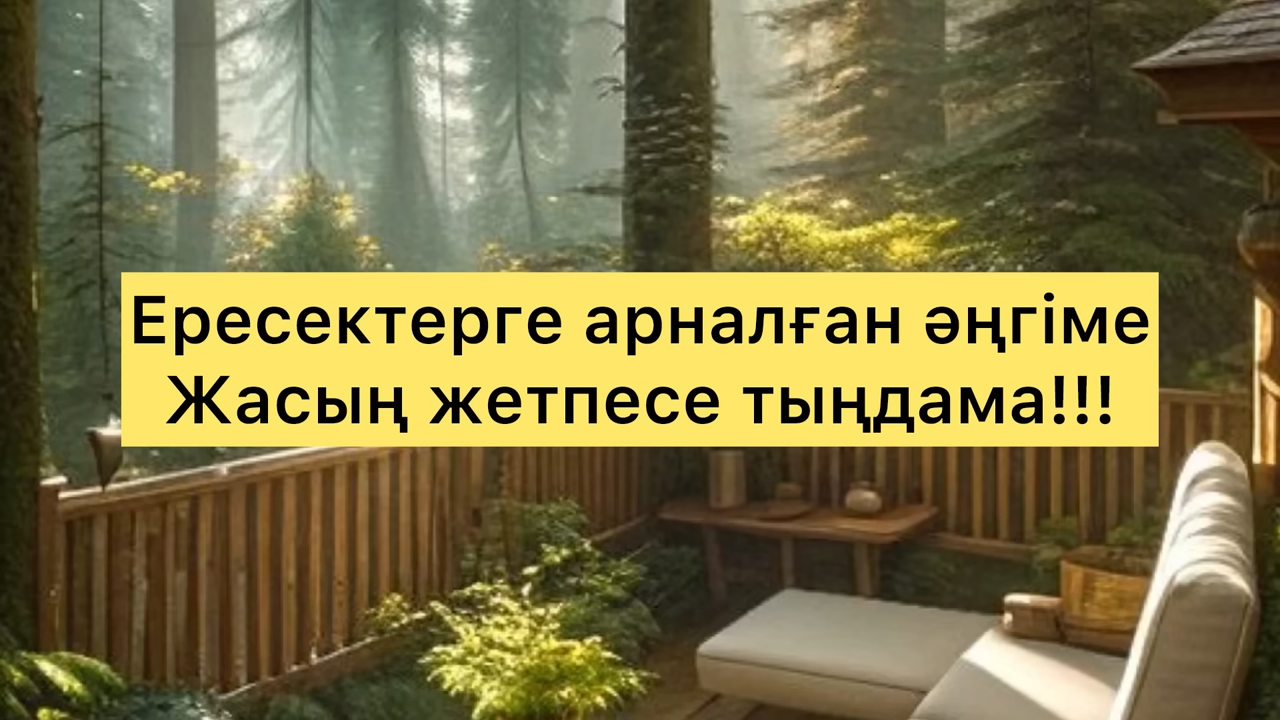 Ересектерге арналған әңгіме
Жасың жетпесе тыңдама!!!